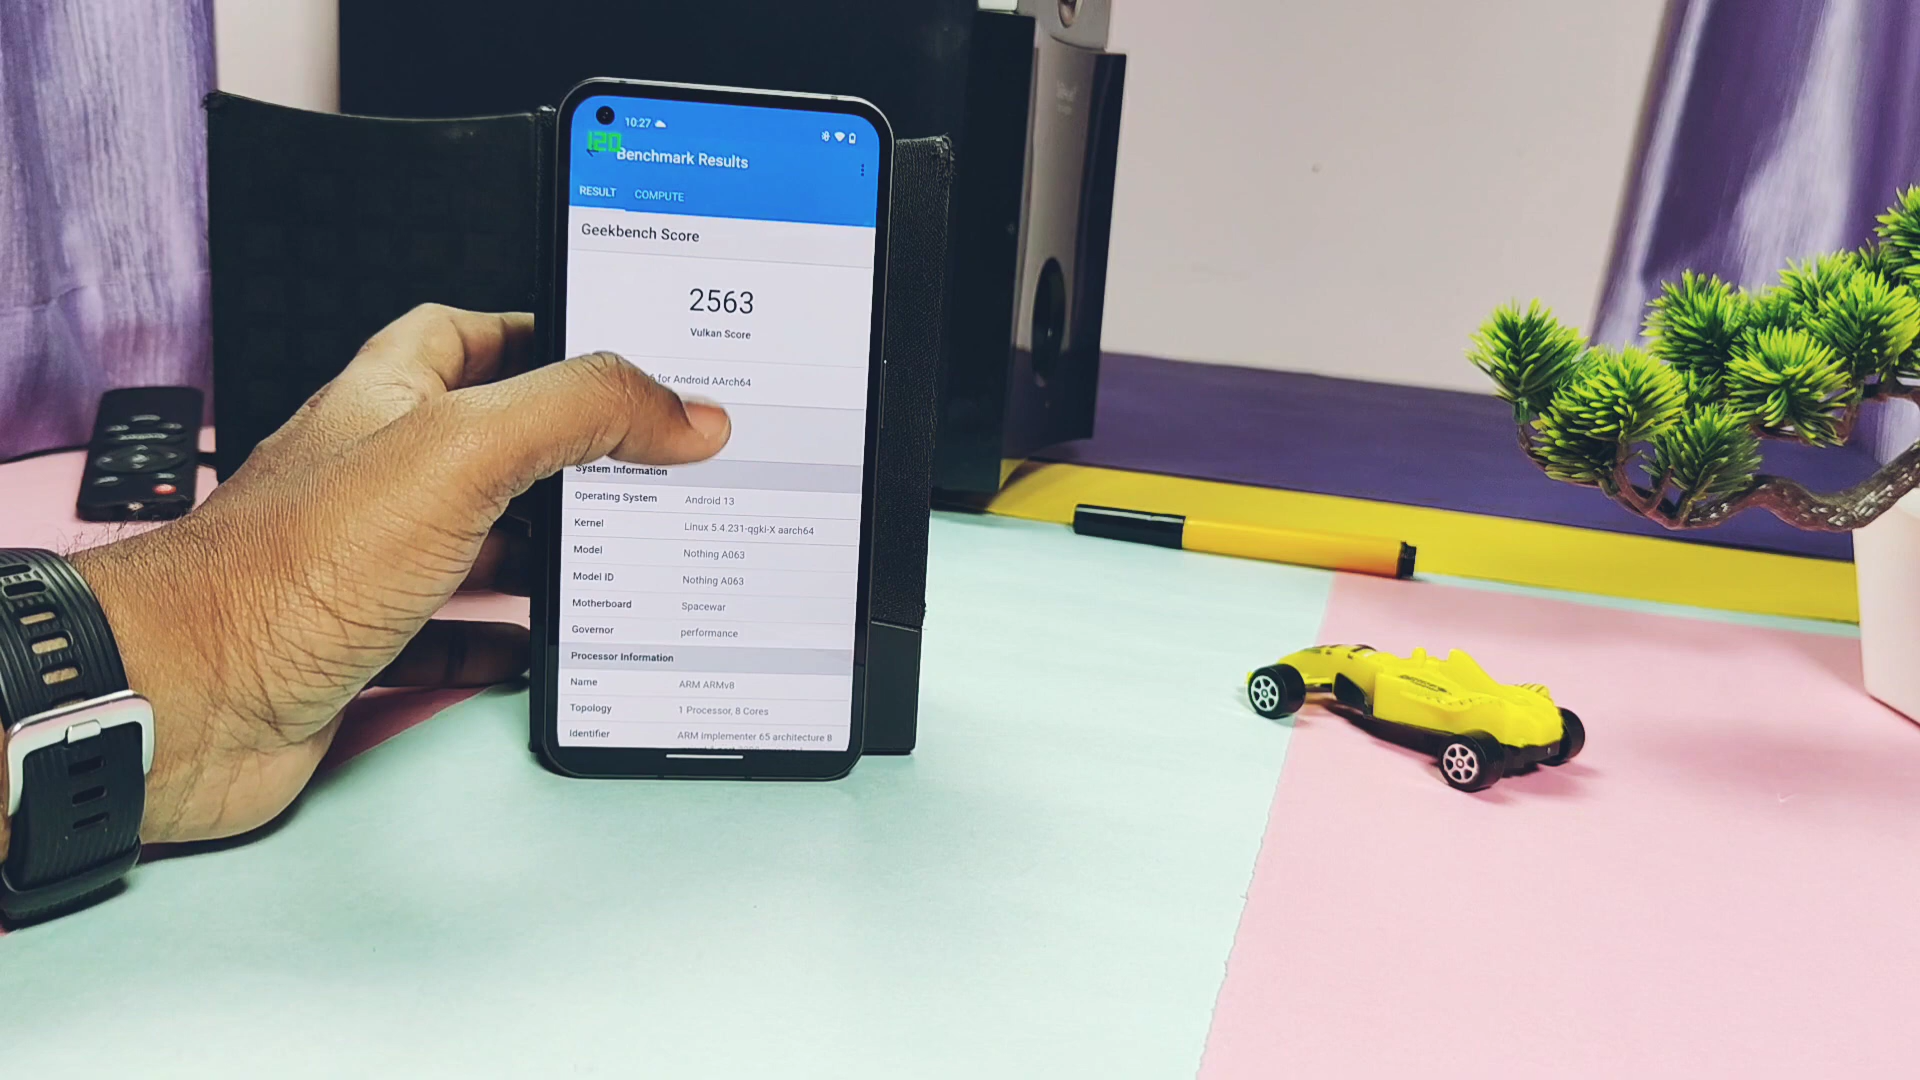 10:27
120
Benchmark Results
RESULT COMPUTE
Geekbench Score
2563
Vulkan Score
for Android AArch64
System Information
Operating System Android 13
Kernel Linux 5.4.231-qgki-X aarch64
Model Nothing A063
Model ID Nothing A063
Motherboard Spacewar
Governor performance
Processor Information
Name ARM ARMv8
Topology 1 Processor, 8 Cores
Identifier ARM implementer 65 architecture 8